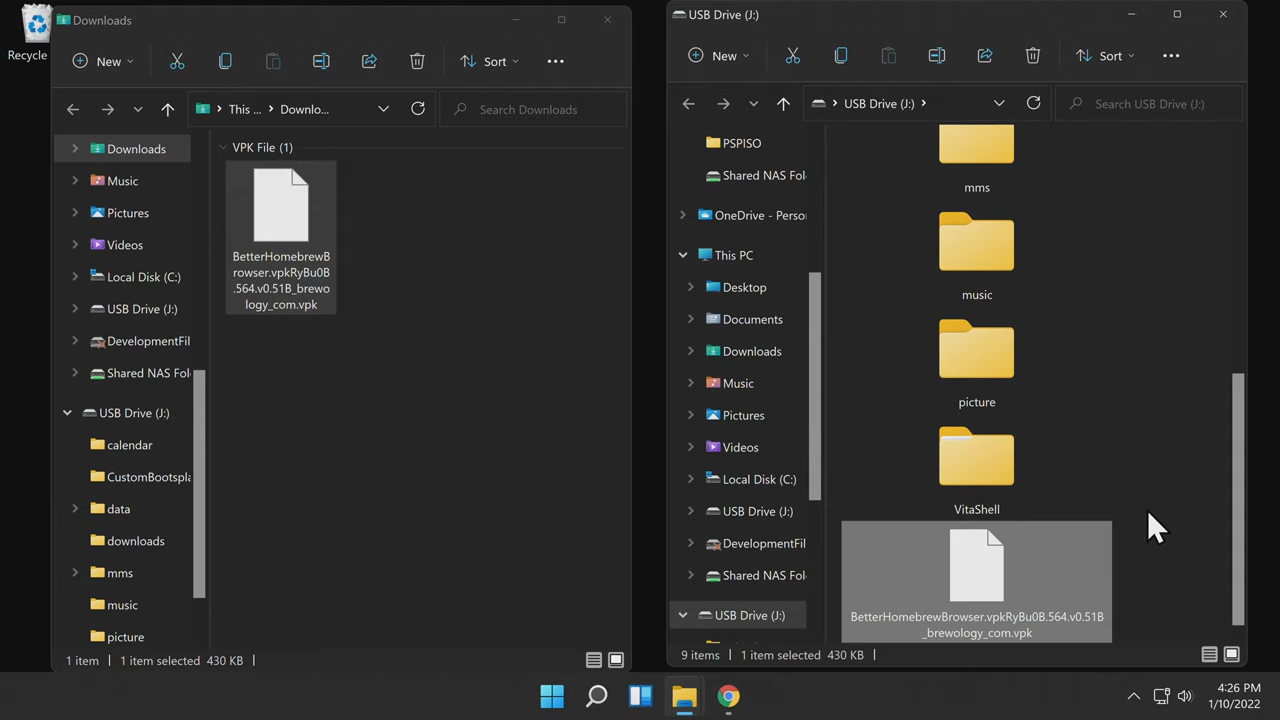 Recycle
Downloads
New
Sort
This ...
Downlo...
Search Downloads
Downloads
Music
Pictures
Videos
Local Disk (C:)
USB Drive (J:)
DevelopmentFil
Shared NAS Fol
USB Drive (J:)
calendar
CustomBootspla
data
downloads
mms
music
picture
VPK File (1)
BetterHomebrewB
rowser.vpkRyBu0B
.564.v0.51B_brewo
logy_com.vpk
1 item
1 item selected 430 KB
USB Drive (J:)
New
Sort
USB Drive (J:)
Search USB Drive (J:)
PSPISO
Shared NAS Fol
OneDrive - Perso
This PC
Desktop
Documents
Downloads
Music
Pictures
Videos
Local Disk (C:)
USB Drive (J:)
DevelopmentFil
Shared NAS Fol
USB Drive (J:)
mms
music
picture
VitaShell
BetterHomebrewBrowser.vpkRyBu0B.564.v0.51B
_brewology_com.vpk
9 items
1 item selected 430 KB
4:26 PM
1/10/2022